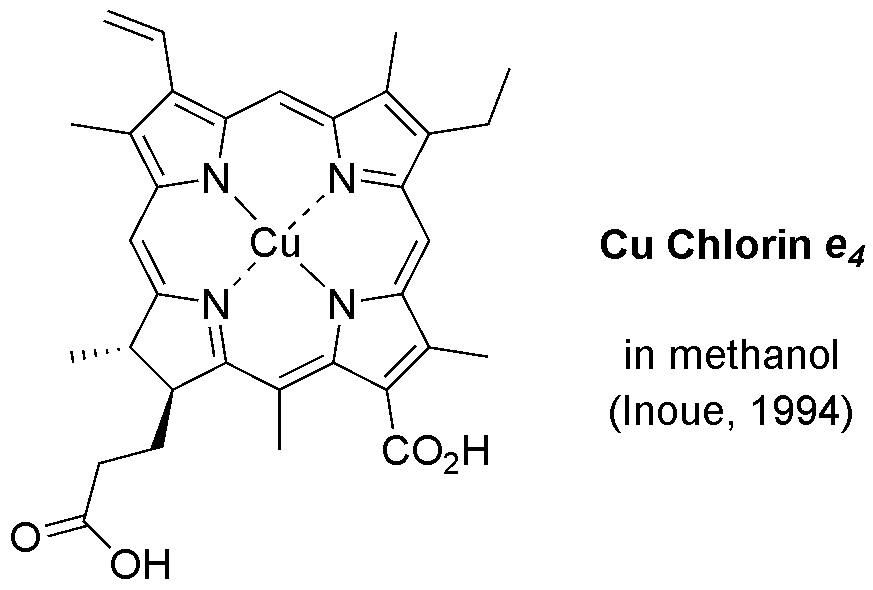 N
N
Cu
N
N
CO₂H
O
OH
Cu Chlorin e₄
in methanol
(Inoue, 1994)